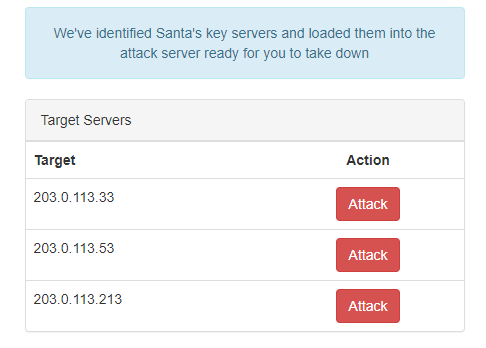 We've identified Santa's key servers and loaded them into the
attack server ready for you to take down
Target Servers
Target Action
203.0.113.33 Attack
203.0.113.53 Attack
203.0.113.213 Attack